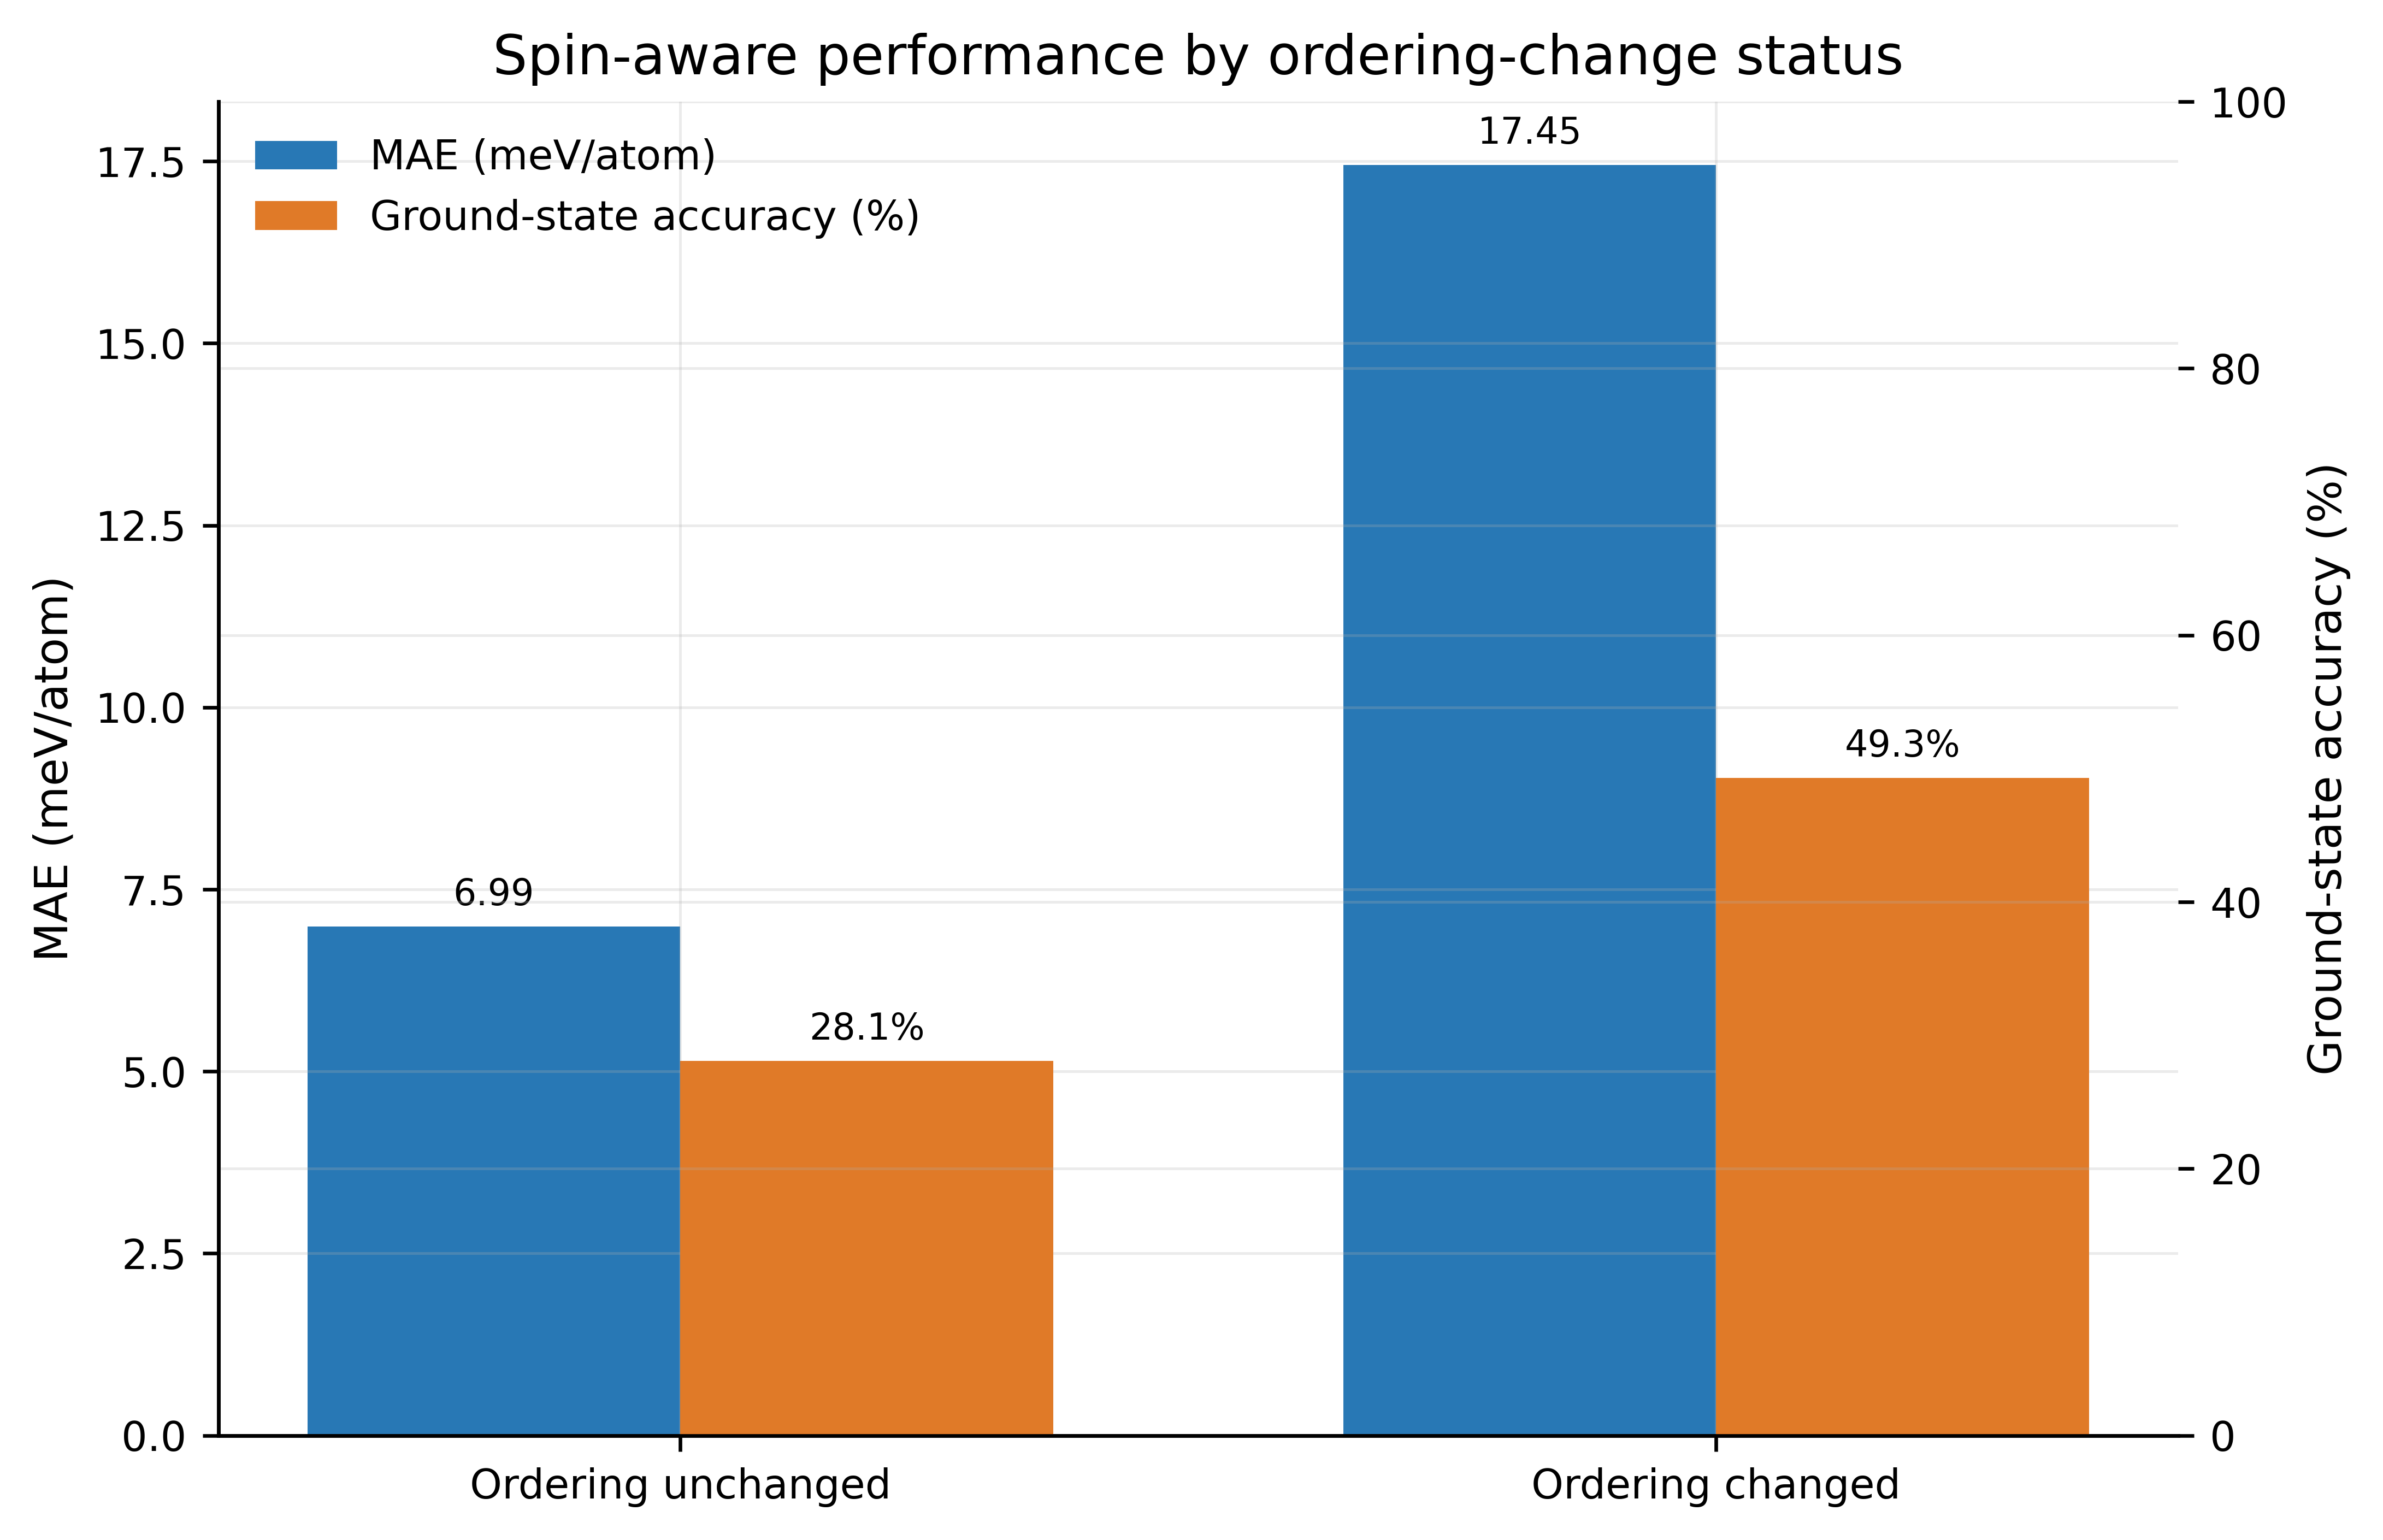 Spin-aware performance by ordering-change status
MAE (meV/atom)
Ground-state accuracy (%)
17.5
15.0
12.5
10.0
7.5
5.0
2.5
0.0
MAE (meV/atom)
6.99
28.1%
17.45
49.3%
100
80
60
40
20
0
Ground-state accuracy (%)
Ordering unchanged
Ordering changed